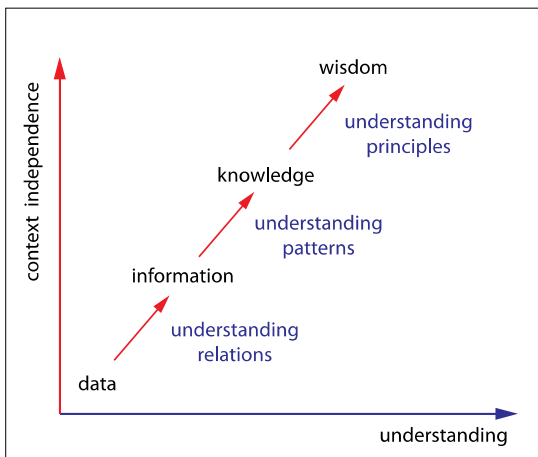 wisdom
understanding
principles
knowledge
understanding
patterns
information
understanding
relations
data
context independence
understanding